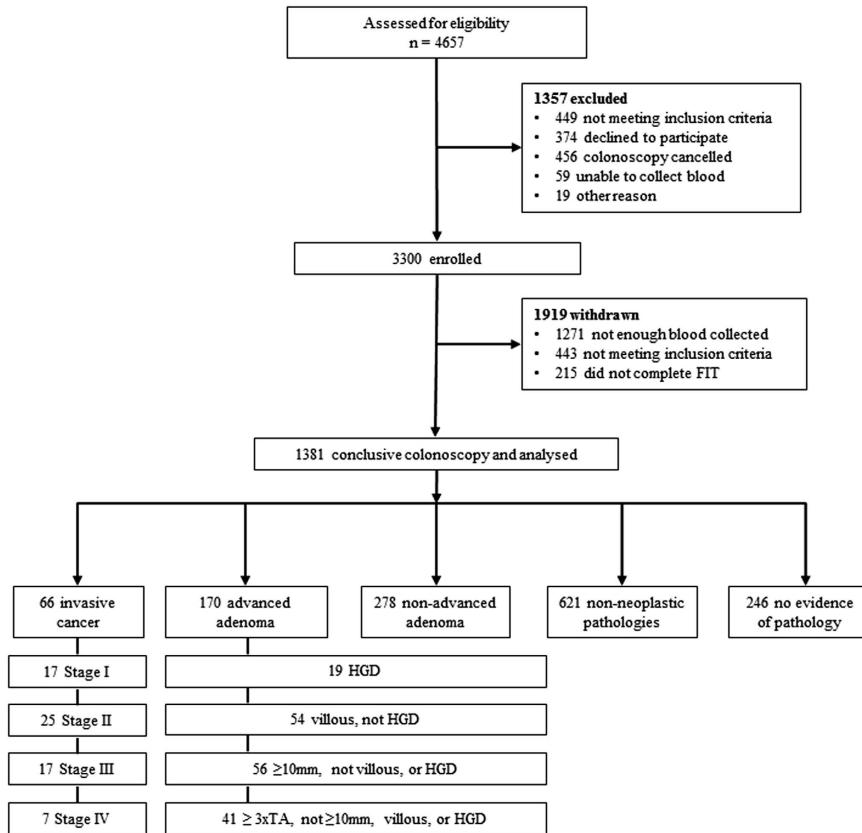 Assessed for eligibility
n = 4657
1357 excluded
• 449 not meeting inclusion criteria
• 374 declined to participate
• 456 colonoscopy cancelled
• 59 unable to collect blood
• 19 other reason
3300 enrolled
1919 withdrawn
• 1271 not enough blood collected
• 443 not meeting inclusion criteria
• 215 did not complete FIT
1381 conclusive colonoscopy and analysed
66 invasive
cancer
170 advanced
adenoma
278 non-advanced
adenoma
621 non-neoplastic
pathologies
246 no evidence
of pathology
17 Stage I
19 HGD
25 Stage II
54 villous, not HGD
17 Stage III
56 ≥10mm, not villous, or HGD
7 Stage IV
41 ≥ 3xTA, not ≥10mm, villous, or HGD